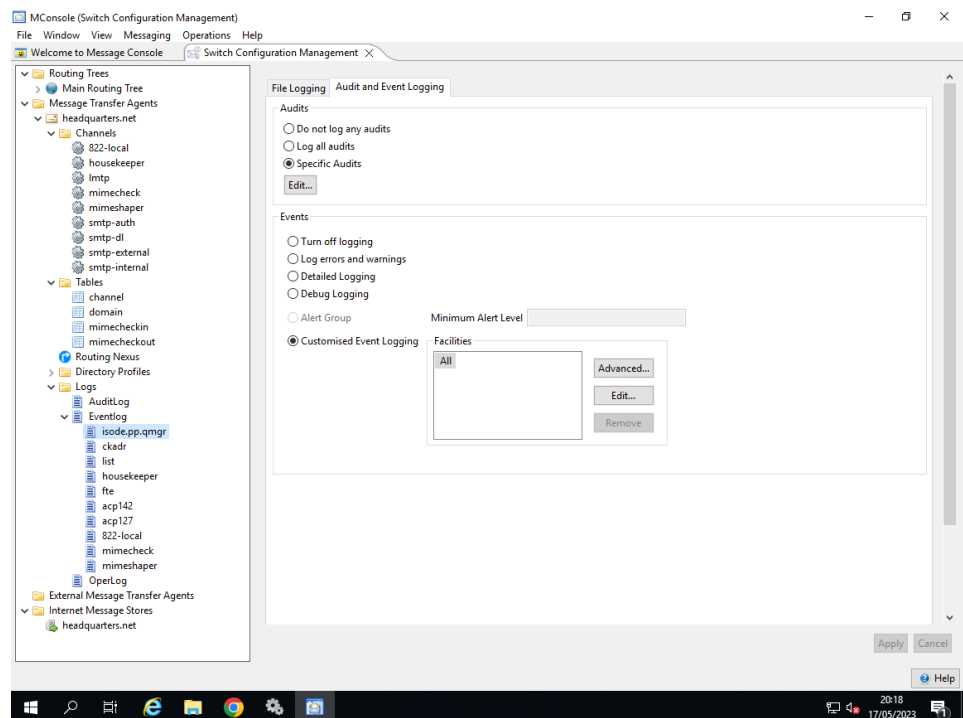 MConsole (Switch Configuration Management)
File Window View Messaging Operations Help
Welcome to Message Console
Switch Configuration Management
Routing Trees
Main Routing Tree
Message Transfer Agents
headquarters.net
Channels
822-local
housekeeper
lmtp
mimecheck
mimeshaper
smtp-auth
smtp-dl
smtp-external
smtp-internal
Tables
channel
domain
mimecheckin
mimecheckout
Routing Nexus
Directory Profiles
Logs
AuditLog
Eventlog
isode.pp.qmgr
ckadr
list
housekeeper
fte
acp142
acp127
822-local
mimecheck
mimeshaper
OperLog
External Message Transfer Agents
Internet Message Stores
headquarters.net
File Logging
Audit and Event Logging
Audits
Do not log any audits
Log all audits
Specific Audits
Edit...
Events
Turn off logging
Log errors and warnings
Detailed Logging
Debug Logging
Alert Group
Minimum Alert Level
Customised Event Logging
Facilities
All
Advanced...
Edit...
Remove
Apply
Cancel
Help
20:18
17/05/2023